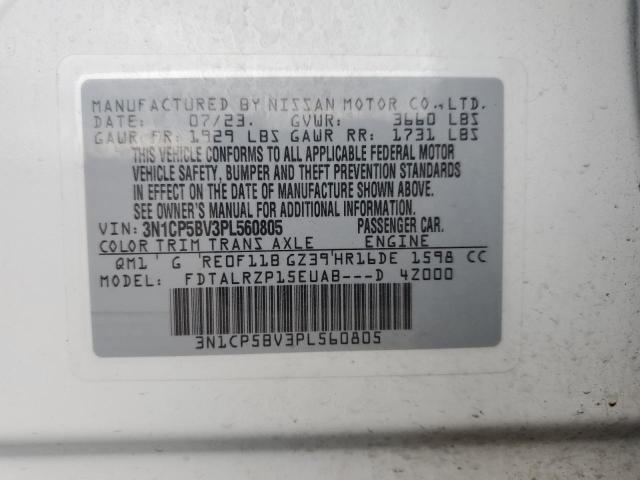 MANUFACTURED BY NISSAN MOTOR CO.,LTD.
DATE: 07/23. GVWR: 3660 LBS
GAWR FR: 1929 LBS GAWR RR: 1731 LBS
THIS VEHICLE CONFORMS TO ALL APPLICABLE FEDERAL MOTOR
VEHICLE SAFETY, BUMPER AND THEFT PREVENTION STANDARDS
IN EFFECT ON THE DATE OF MANUFACTURE SHOWN ABOVE.
SEE OWNER'S MANUAL FOR ADDITIONAL INFORMATION.
VIN: 3N1CP5BV3PL560805 PASSENGER CAR.
COLOR TRIM TRANS AXLE ENGINE
QM1 G RE0F11B GZ39 HR16DE 1598 CC
MODEL: FDTALRZP15EUAB---D 4Z000
3N1CP5BV3PL560805